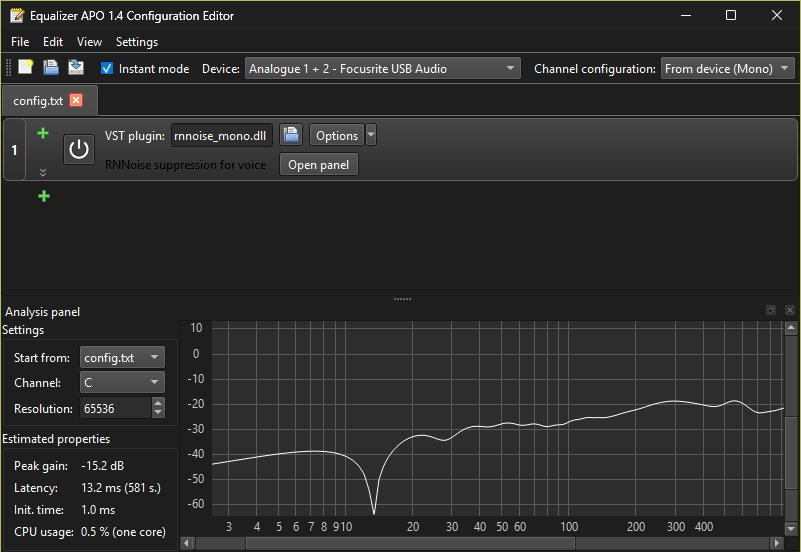 Equalizer APO 1.4 Configuration Editor
File Edit View Settings
Instant mode Device: Analogue 1 + 2 - Focusrite USB Audio Channel configuration: From device (Mono)
config.txt
1 VST plugin: rnnoise_mono.dll Options
RNNoise suppression for voice Open panel
Analysis panel
Settings
Start from: config.txt
Channel: C
Resolution: 65536
Estimated properties
Peak gain: -15.2 dB
Latency: 13.2 ms (581 s.)
Init. time: 1.0 ms
CPU usage: 0.5 % (one core)
10
0
-10
-20
-30
-40
-50
-60
3 4 5 6 7 8 9 10 20 30 40 50 60 100 200 300 400